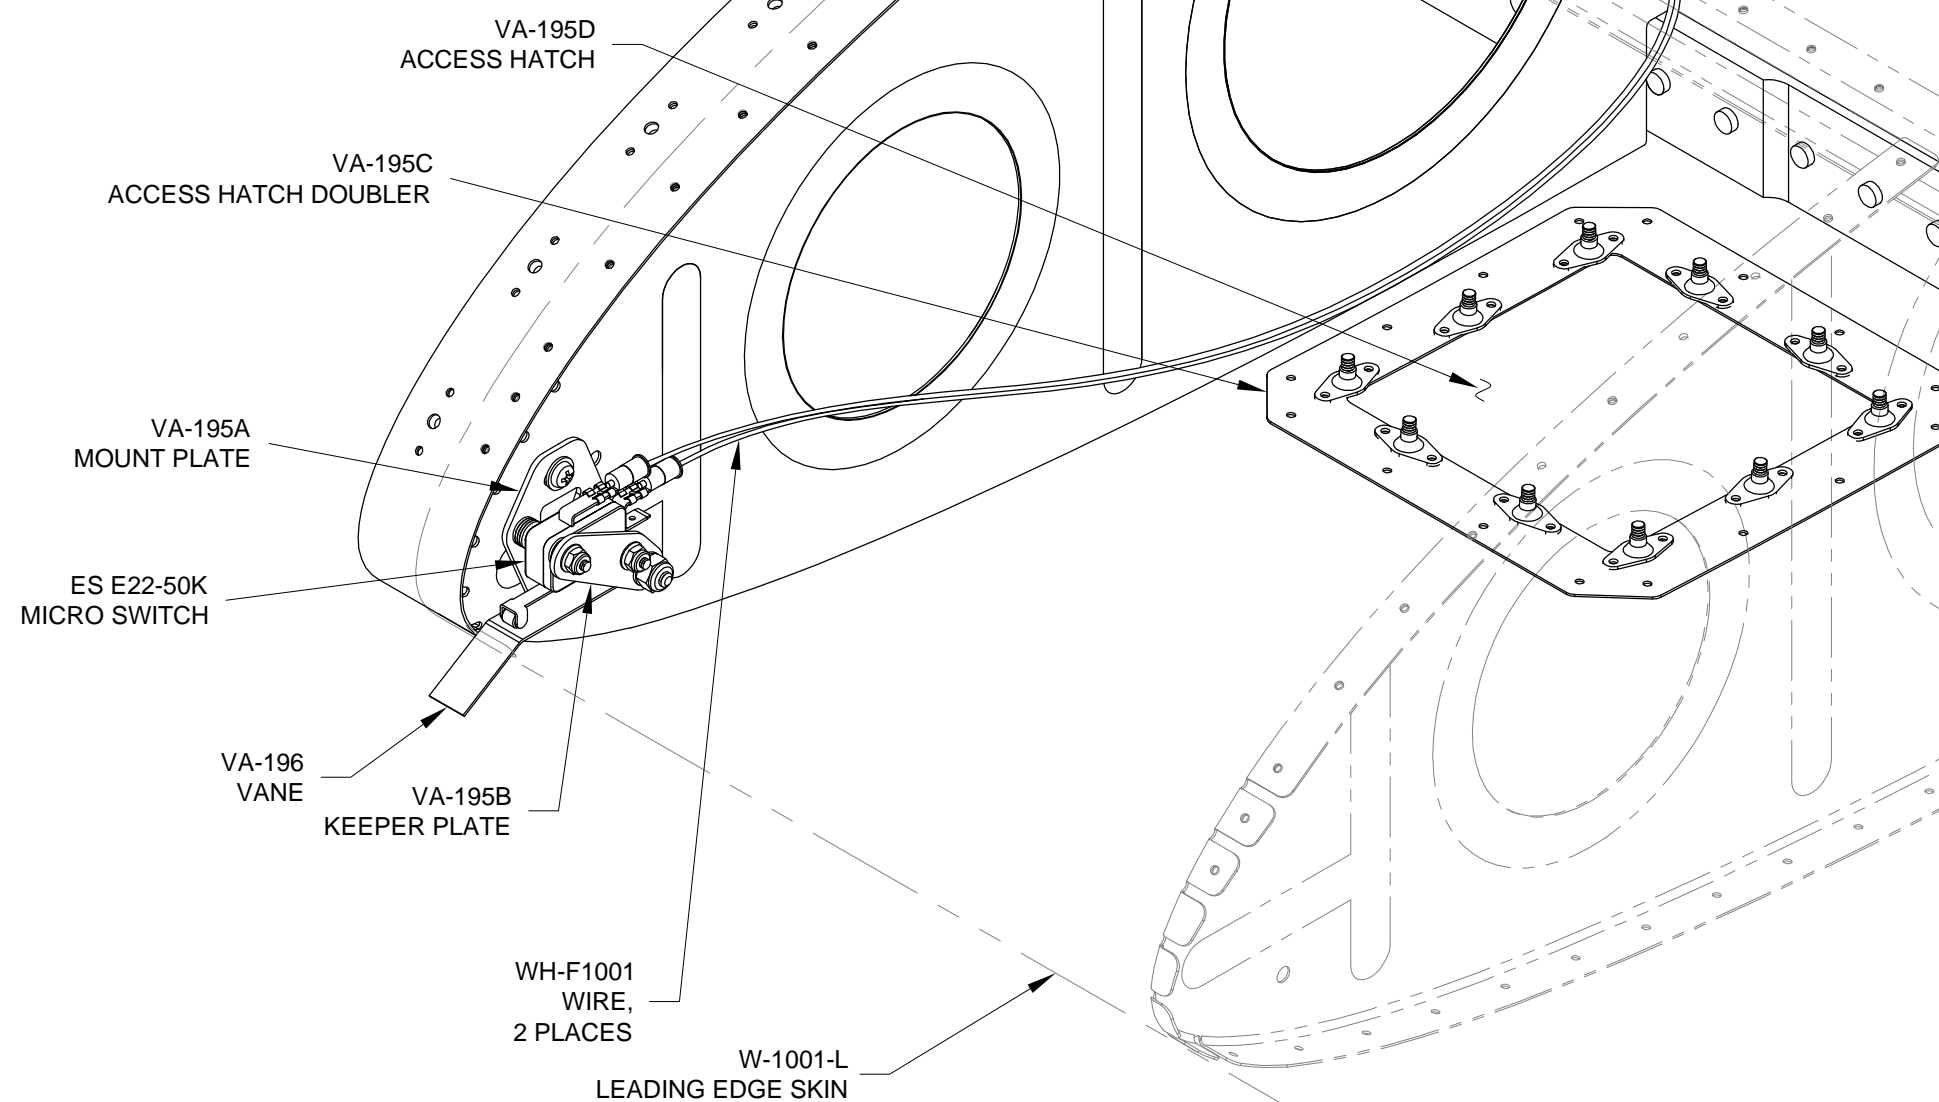 VA-195D
ACCESS HATCH
VA-195C
ACCESS HATCH DOUBLER
VA-195A
MOUNT PLATE
ES E22-50K
MICRO SWITCH
VA-196
VANE
VA-195B
KEEPER PLATE
WH-F1001
WIRE,
2 PLACES
W-1001-L
LEADING EDGE SKIN